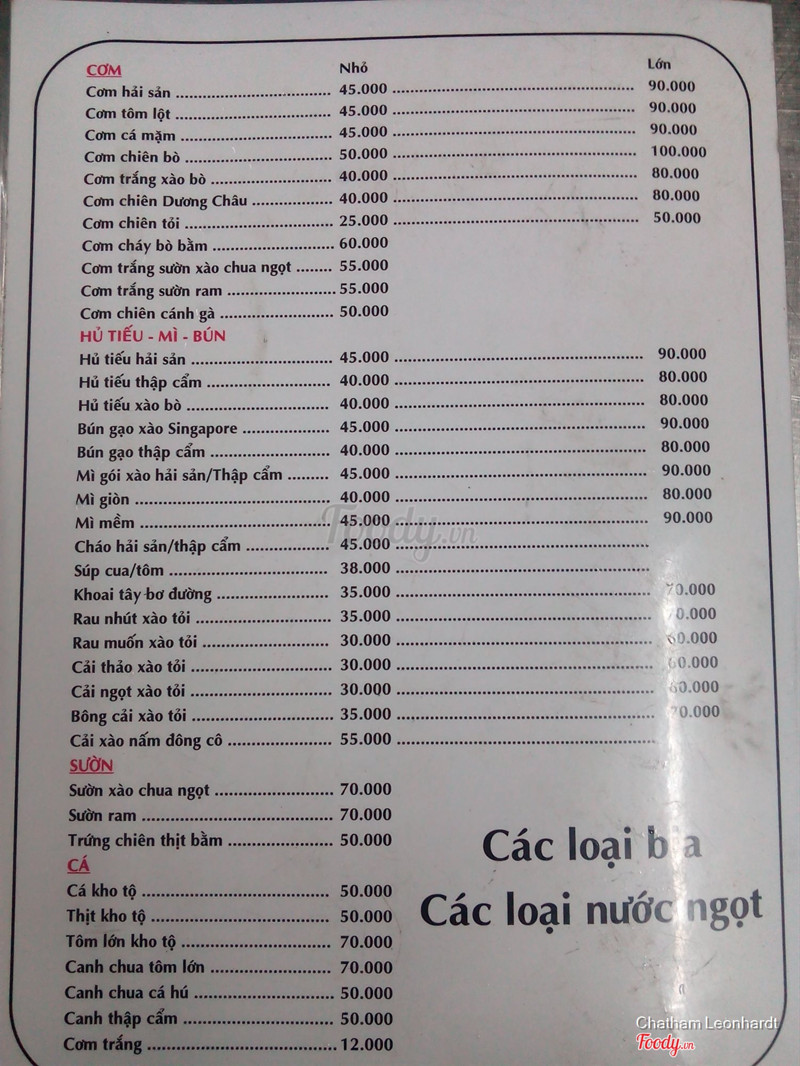 CƠM Nhỏ Lớn
Cơm hải sản 45.000 90.000
Cơm tôm lột 45.000 90.000
Cơm cá mặm 45.000 90.000
Cơm chiên bò 50.000 100.000
Cơm trắng xào bò 40.000 80.000
Cơm chiên Dương Châu 40.000 80.000
Cơm chiên tỏi 25.000 50.000
Cơm cháy bò bằm 60.000
Cơm trắng sườn xào chua ngọt 55.000
Cơm trắng sườn ram 55.000
Cơm chiên cánh gà 50.000
HỦ TIẾU - MÌ - BÚN
Hủ tiếu hải sản 45.000 90.000
Hủ tiếu thập cẩm 40.000 80.000
Hủ tiếu xào bò 40.000 80.000
Bún gạo xào Singapore 45.000 90.000
Bún gạo thập cẩm 40.000 80.000
Mì gói xào hải sản/Thập cẩm 45.000 90.000
Mì giòn 40.000 80.000
Mì mềm 45.000 90.000
Foody.vn
Cháo hải sản/thập cẩm 45.000
Súp cua/tôm 38.000
Khoai tây bơ đường 35.000 70.000
Rau nhút xào tỏi 35.000 70.000
Rau muốn xào tỏi 30.000 60.000
Cải thảo xào tỏi 30.000 60.000
Cải ngọt xào tỏi 30.000 60.000
Bông cải xào tỏi 35.000 70.000
Cải xào nấm đông cô 55.000
SƯỜN
Sườn xào chua ngọt 70.000
Sườn ram 70.000
Trứng chiên thịt bằm 50.000
Các loại bia
CÁ
Cá kho tộ 50.000
Các loại nước ngọt
Thịt kho tộ 50.000
Tôm lớn kho tộ 70.000
Canh chua tôm lớn 70.000
Canh chua cá hú 50.000
Canh thập cẩm 50.000
Cơm trắng 12.000
Chatham Leonhardt
Foody.vn